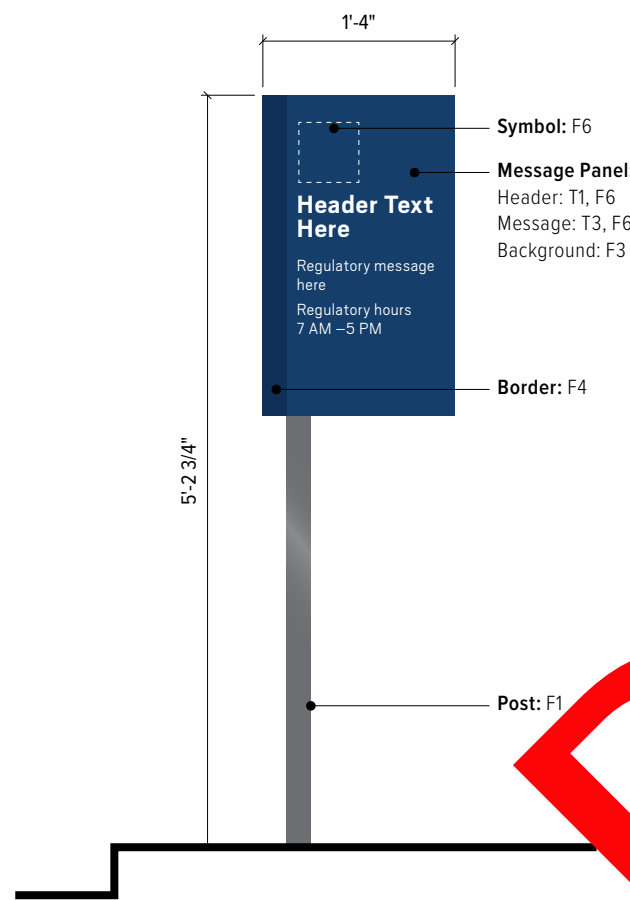 1'-4"
Symbol: F6
Message Panel:
Header: T1, F6
Message: T3, F6
Background: F3
Header Text
Here
Regulatory message
here
Regulatory hours
7 AM –5 PM
Border: F4
5'-2 3/4"
Post: F1